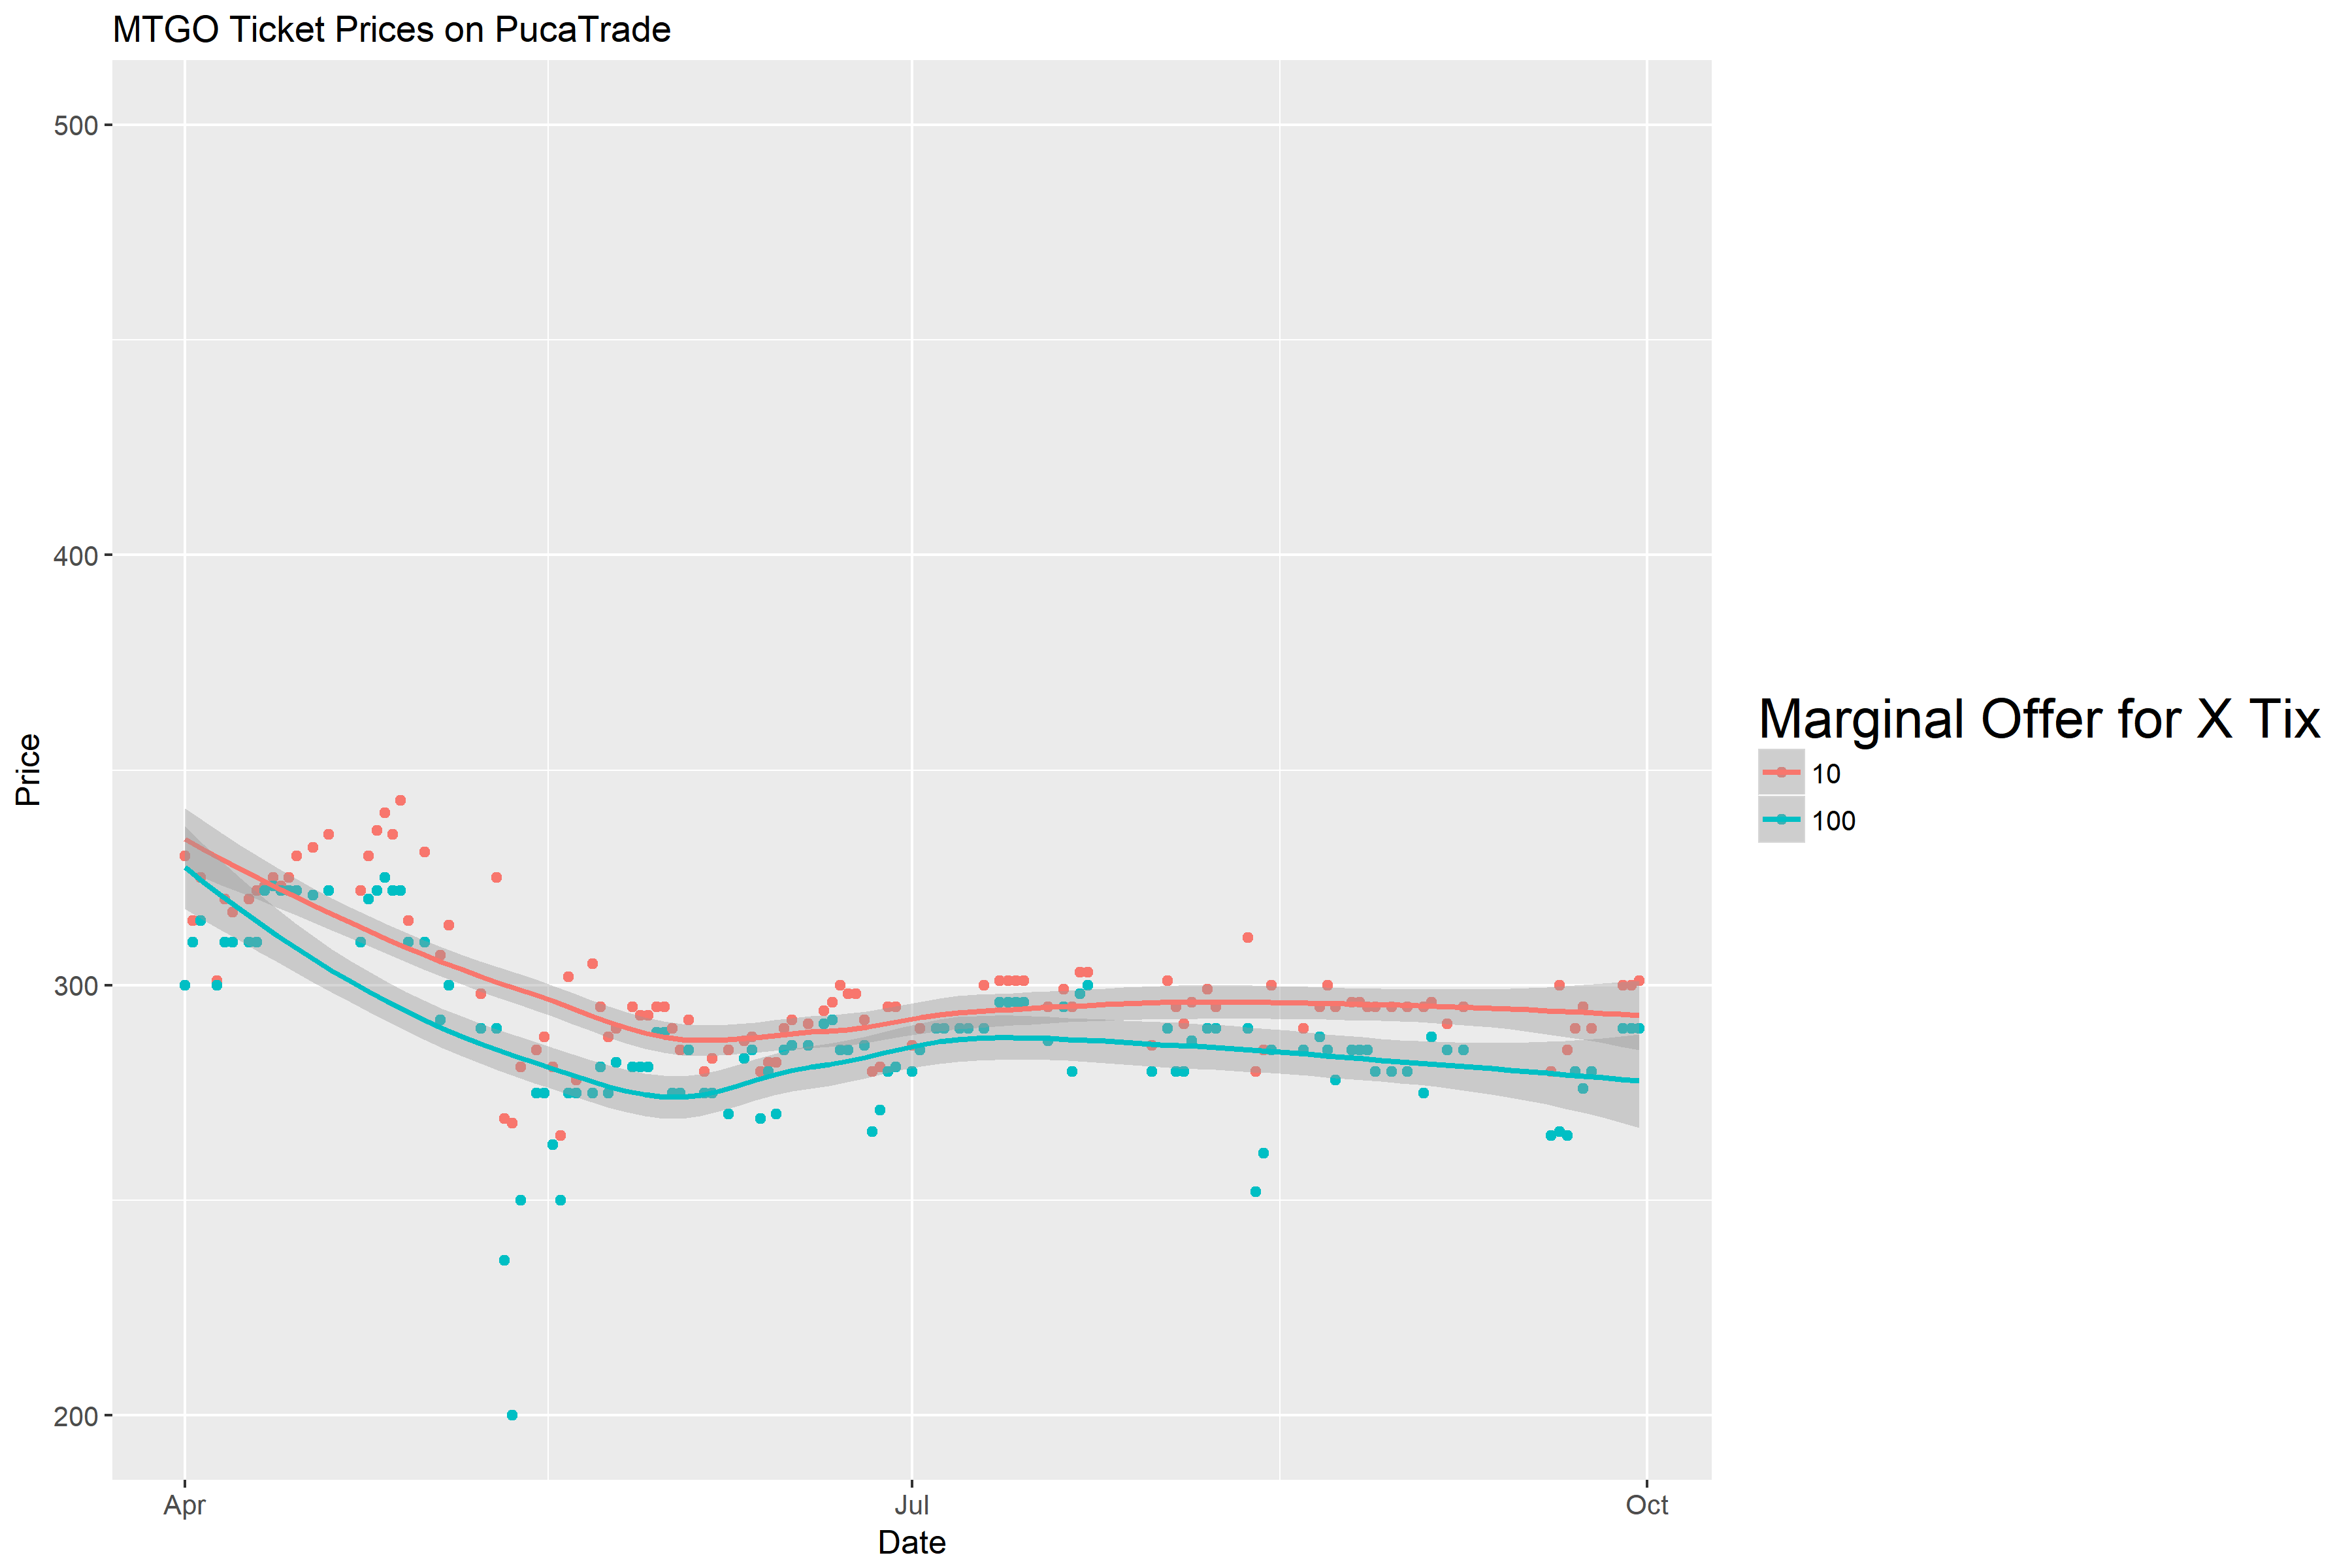 MTGO Ticket Prices on PucaTrade
500
400
300
200
Price
Apr
Jul
Oct
Date
Marginal Offer for X Tix
10
100